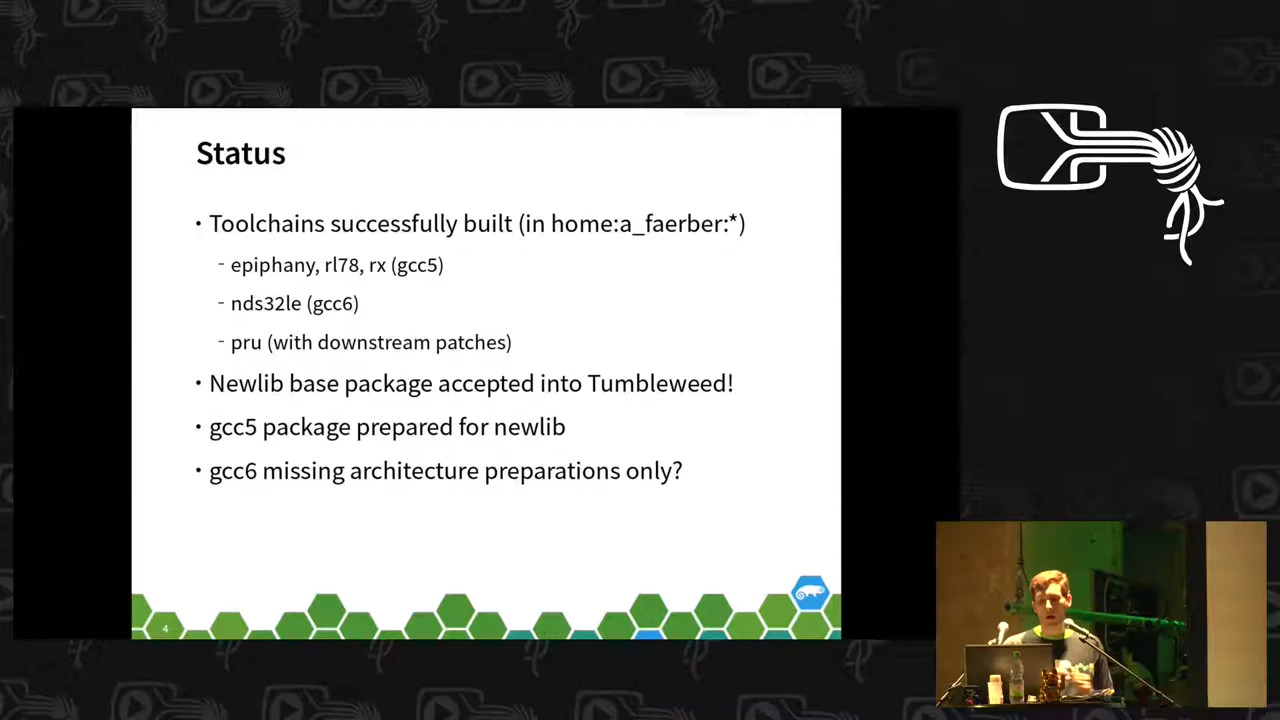 Status
• Toolchains successfully built (in home:a_faerber:*)
- epiphany, rl78, rx (gcc5)
- nds32le (gcc6)
- pru (with downstream patches)
• Newlib base package accepted into Tumbleweed!
• gcc5 package prepared for newlib
• gcc6 missing architecture preparations only?
4